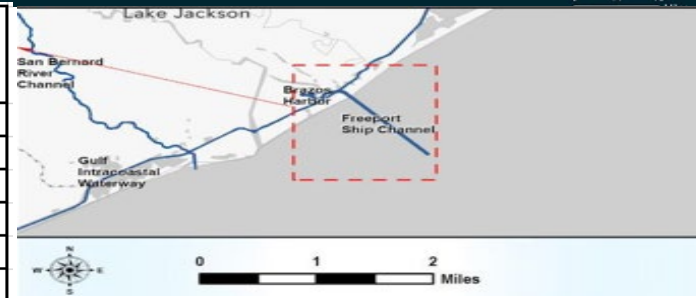 Lake Jackson
San Bernard
River
Channel
Brazos
Harbor
Freeport
Ship Channel
Gulf
Intracoastal
Waterway
N
W E
S
0 1 2
Miles